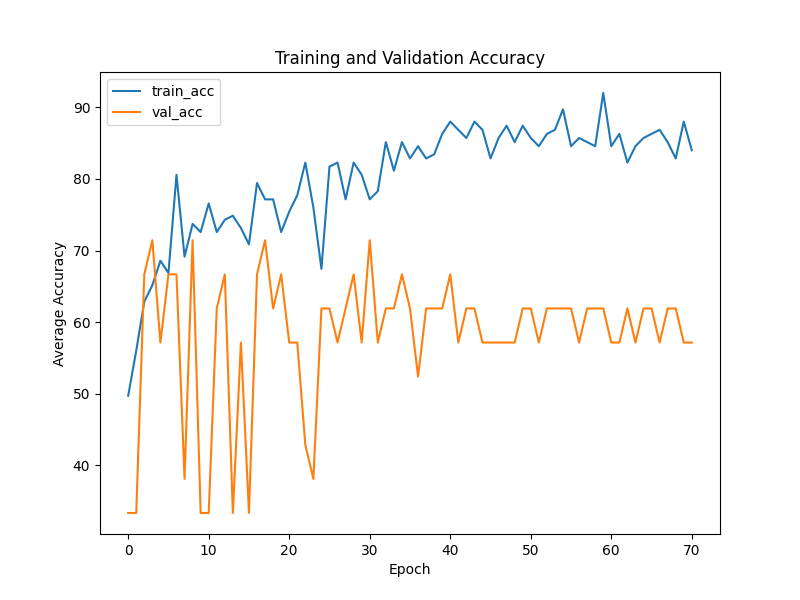 Training and Validation Accuracy
train_acc
val_acc
90
80
70
60
50
40
Average Accuracy
0 10 20 30 40 50 60 70
Epoch